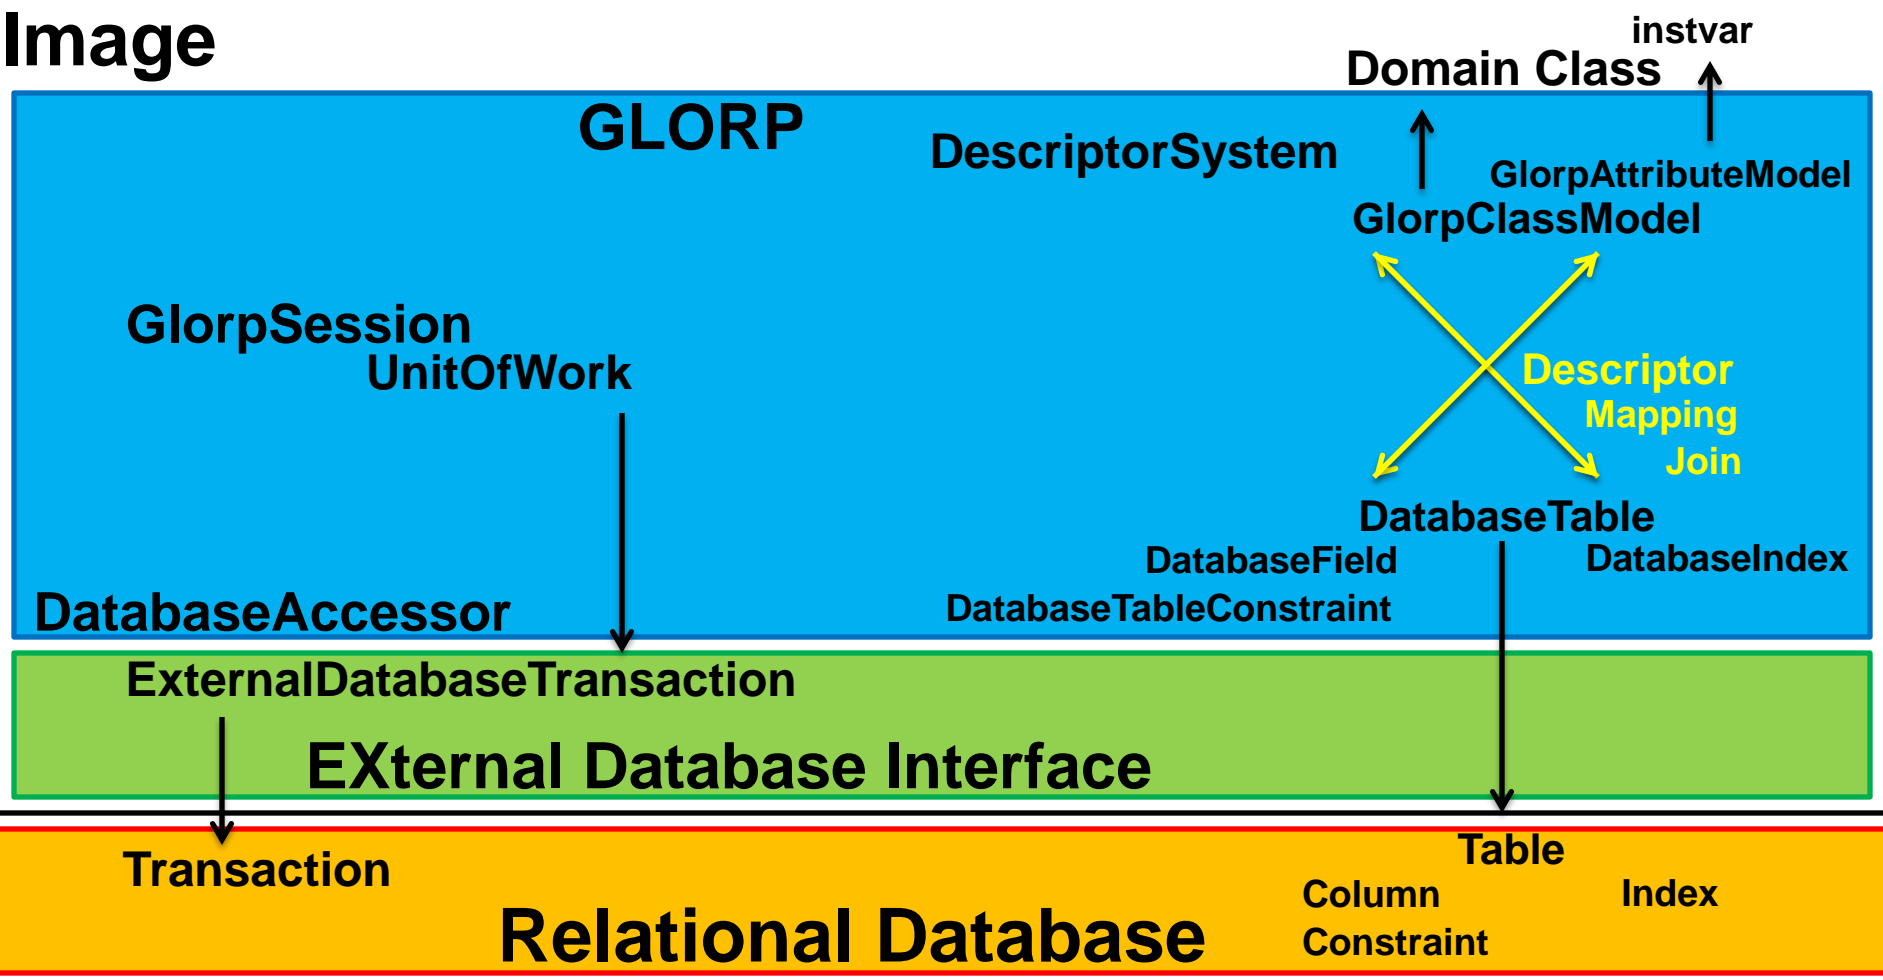 Image
instvar
Domain Class
GLORP
DescriptorSystem
GlorpAttributeModel
GlorpClassModel
GlorpSession
UnitOfWork
Descriptor
Mapping
Join
DatabaseTable
DatabaseField
DatabaseIndex
DatabaseAccessor
DatabaseTableConstraint
ExternalDatabaseTransaction
EXternal Database Interface
Transaction
Table
Column
Index
Relational Database
Constraint